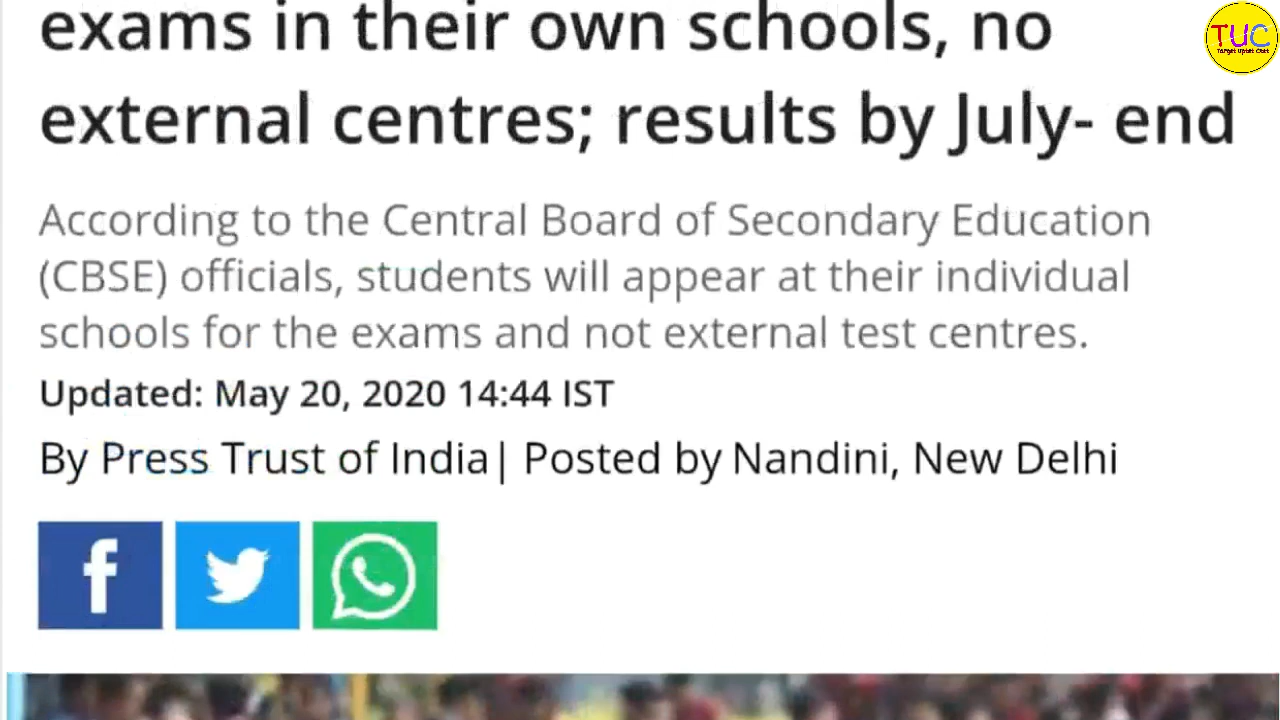 exams in their own schools, no
external centres; results by July- end
According to the Central Board of Secondary Education
(CBSE) officials, students will appear at their individual
schools for the exams and not external test centres.
Updated: May 20, 2020 14:44 IST
By Press Trust of India| Posted by Nandini, New Delhi
TUC